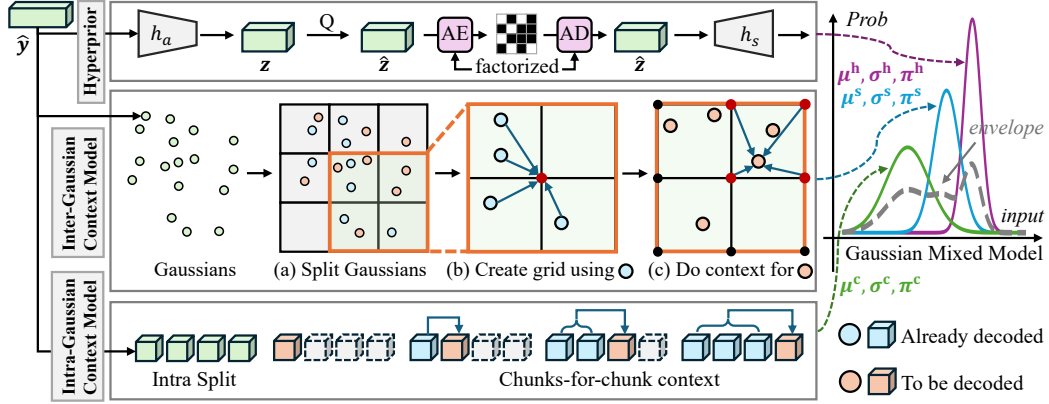 ŷ
Hyperprior
h_a
z
Q
ẑ
AE
factorized
AD
ẑ
h_s
Prob
μ^h, σ^h, π^h
μ^s, σ^s, π^s
envelope
input
Gaussian Mixed Model
μ^c, σ^c, π^c
Inter-Gaussian
Context Model
Gaussians
(a) Split Gaussians
(b) Create grid using
(c) Do context for
Intra-Gaussian
Context Model
Intra Split
Chunks-for-chunk context
Already decoded
To be decoded